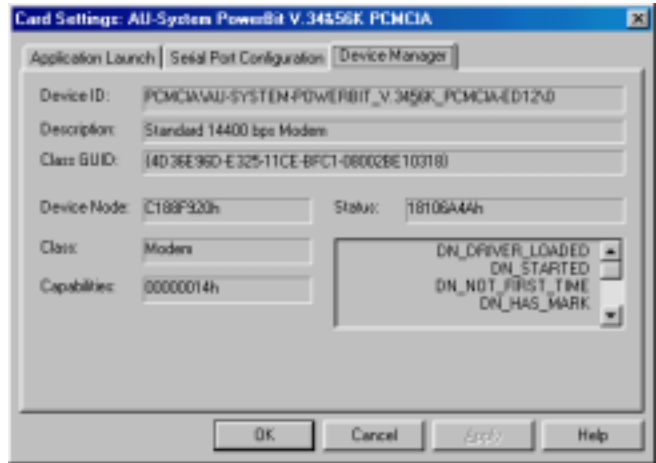 Card Settings: AU-System PowerBit V.34&56K PCMCIA
Application Launch Serial Port Configuration Device Manager
Device ID: PCMCIA\AU-SYSTEM-POWERBIT_V.3456K_PCMCIA-ED12\0
Description: Standard 14400 bps Modem
Class GUID: {4D36E96D-E325-11CE-BFC1-08002BE10318}
Device Node: C188F920h Status: 18106A4Ah
Class: Modem
DN_DRIVER_LOADED
DN_STARTED
DN_NOT_FIRST_TIME
DN_HAS_MARK
Capabilities: 00000014h
OK Cancel Apply Help